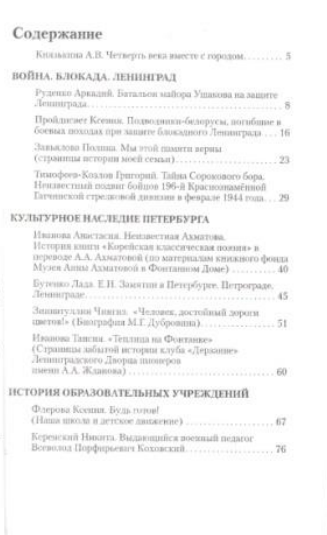 Содержание
Князькина А.В. Четверть века вместе с городом. . . . . . . . . . 5
ВОЙНА. БЛОКАДА. ЛЕНИНГРАД
Руденко Аркадий. Батальон майора Ушакова на защите
Ленинграда. . . . . . . . . . 8
Пройдисвет Ксения. Подводники-белорусы, погибшие в
боевых походах при защите блокадного Ленинграда . . . . 16
Завьялова Полина. Мы этой памяти верны
(страницы истории моей семьи) . . . . . . . . . . 23
Тимофеев-Козлов Григорий. Тайна Сорокового бора.
Неизвестный подвиг бойцов 196-й Краснознамённой
Гатчинской стрелковой дивизии в феврале 1944 года. . . . 29
КУЛЬТУРНОЕ НАСЛЕДИЕ ПЕТЕРБУРГА
Иванова Анастасия. Неизвестная Ахматова.
История книги «Корейская классическая поэзия» в
переводе А.А. Ахматовой (по материалам книжного фонда
Музея Анны Ахматовой в Фонтанном Доме) . . . . . . . . . . 40
Бутенко Лада. Е.И. Замятин в Петербурге, Петрограде,
Ленинграде. . . . . . . . . . 45
Зиннатуллин Чингиз. «Человек, достойный дороги
цветов!» (Биография М.Г. Дубровина) . . . . . . . . . . 51
Иванова Таисия. «Теплица на Фонтанке»
(Страницы забытой истории клуба «Дерзание»
Ленинградского Дворца пионеров
имени А.А. Жданова) . . . . . . . . . . 60
ИСТОРИЯ ОБРАЗОВАТЕЛЬНЫХ УЧРЕЖДЕНИЙ
Флерова Ксения. Будь готов!
(Наша школа и детское движение) . . . . . . . . . . 67
Керенский Никита. Выдающийся военный педагог
Всеволод Порфирьевич Коховский. . . . . . . . . . 76